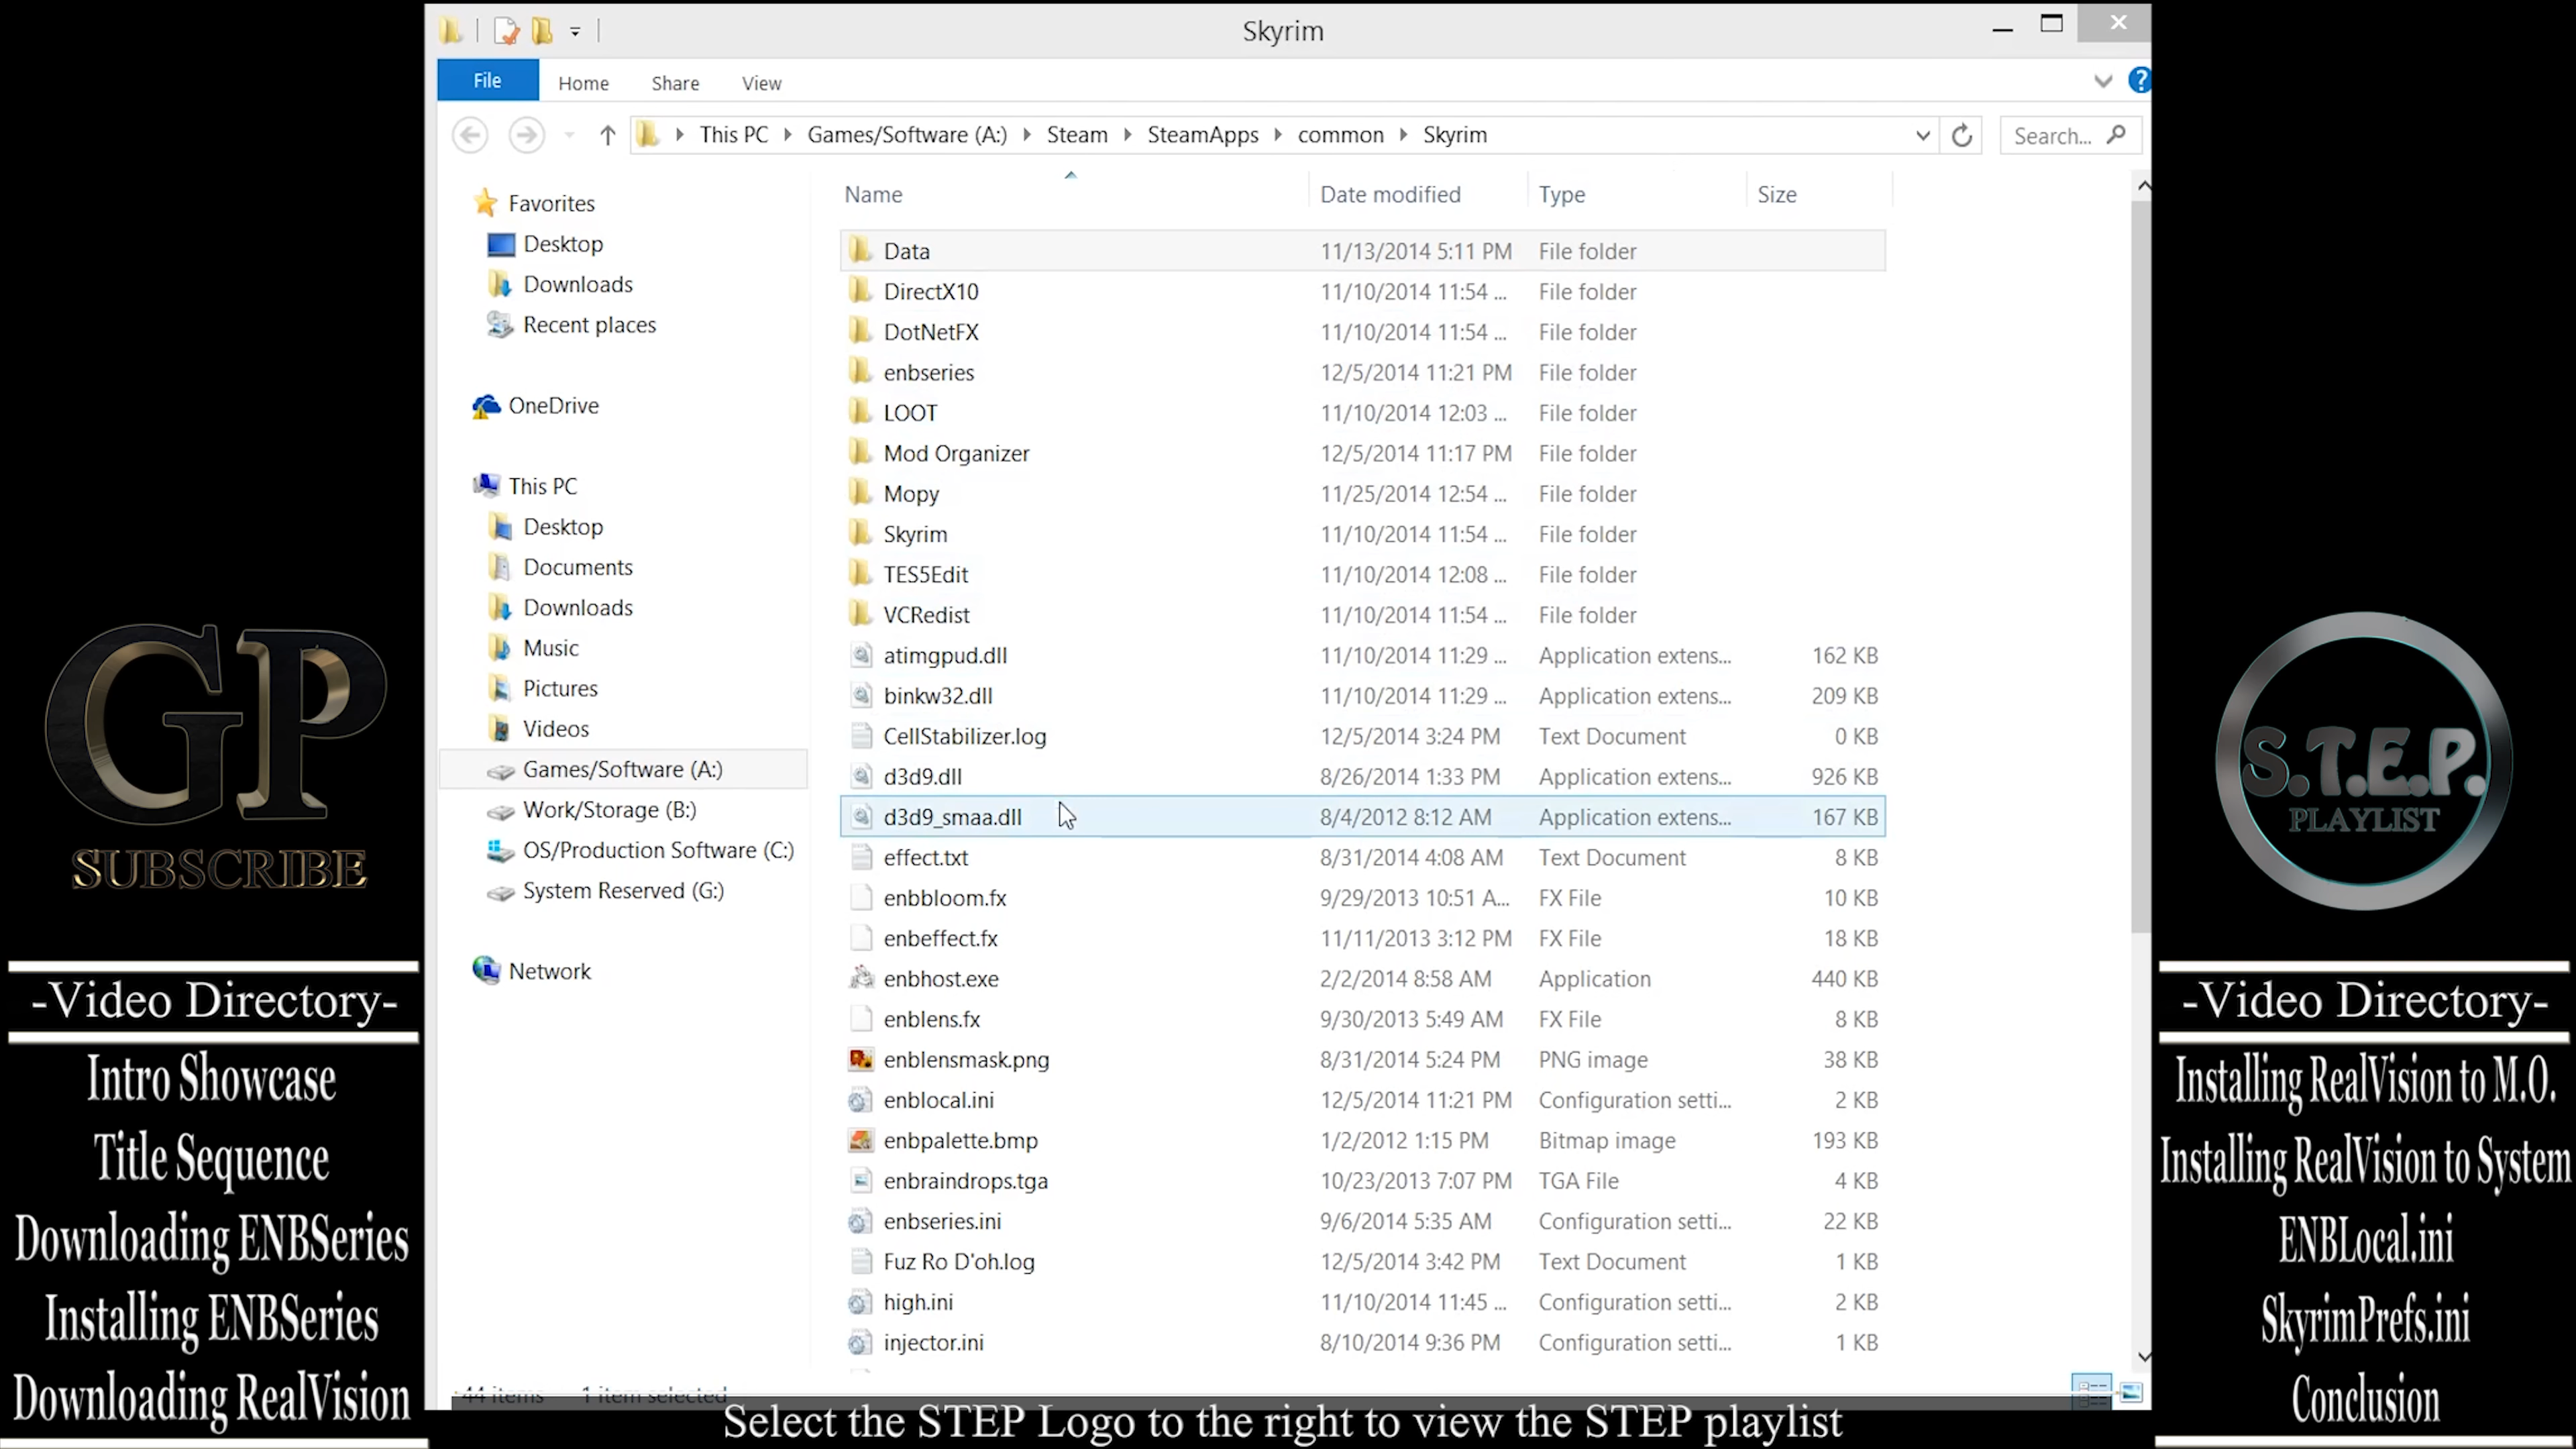 Skyrim
File Home Share View
This PC Games/Software (A:) Steam SteamApps common Skyrim Search...
Favorites
Desktop
Downloads
Recent places
OneDrive
This PC
Desktop
Documents
Downloads
Music
Pictures
Videos
Games/Software (A:)
Work/Storage (B:)
OS/Production Software (C:)
System Reserved (G:)
Network
Name Date modified Type Size
Data 11/13/2014 5:11 PM File folder
DirectX10 11/10/2014 11:54 ... File folder
DotNetFX 11/10/2014 11:54 ... File folder
enbseries 12/5/2014 11:21 PM File folder
LOOT 11/10/2014 12:03 ... File folder
Mod Organizer 12/5/2014 11:17 PM File folder
Mopy 11/25/2014 12:54 ... File folder
Skyrim 11/10/2014 11:54 ... File folder
TES5Edit 11/10/2014 12:08 ... File folder
VCRedist 11/10/2014 11:54 ... File folder
atimgpud.dll 11/10/2014 11:29 ... Application extens... 162 KB
binkw32.dll 11/10/2014 11:29 ... Application extens... 209 KB
CellStabilizer.log 12/5/2014 3:24 PM Text Document 0 KB
d3d9.dll 8/26/2014 1:33 PM Application extens... 926 KB
d3d9_smaa.dll 8/4/2012 8:12 AM Application extens... 167 KB
effect.txt 8/31/2014 4:08 AM Text Document 8 KB
enbbloom.fx 9/29/2013 10:51 A... FX File 10 KB
enbeffect.fx 11/11/2013 3:12 PM FX File 18 KB
enbhost.exe 2/2/2014 8:58 AM Application 440 KB
enblens.fx 9/30/2013 5:49 AM FX File 8 KB
enblensmask.png 8/31/2014 5:24 PM PNG image 38 KB
enblocal.ini 12/5/2014 11:21 PM Configuration setti... 2 KB
enbpalette.bmp 1/2/2012 1:15 PM Bitmap image 193 KB
enbraindrops.tga 10/23/2013 7:07 PM TGA File 4 KB
enbseries.ini 9/6/2014 5:35 AM Configuration setti... 22 KB
Fuz Ro D'oh.log 12/5/2014 3:42 PM Text Document 1 KB
high.ini 11/10/2014 11:45 ... Configuration setti... 2 KB
injector.ini 8/10/2014 9:36 PM Configuration setti... 1 KB
44 items 1 item selected
GP
SUBSCRIBE
-Video Directory-
Intro Showcase
Title Sequence
Downloading ENBSeries
Installing ENBSeries
Downloading RealVision
S.T.E.P.
PLAYLIST
-Video Directory-
Installing RealVision to M.O.
Installing RealVision to System
ENBLocal.ini
SkyrimPrefs.ini
Conclusion
Select the STEP Logo to the right to view the STEP playlist